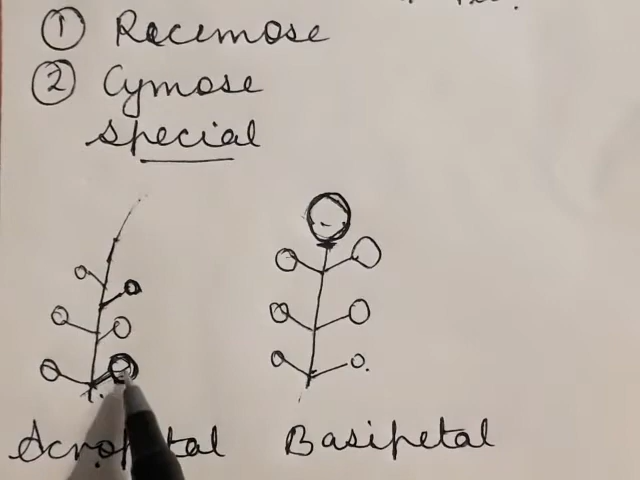 ① Racemose
② Cymose
special
Acropetal Basipetal